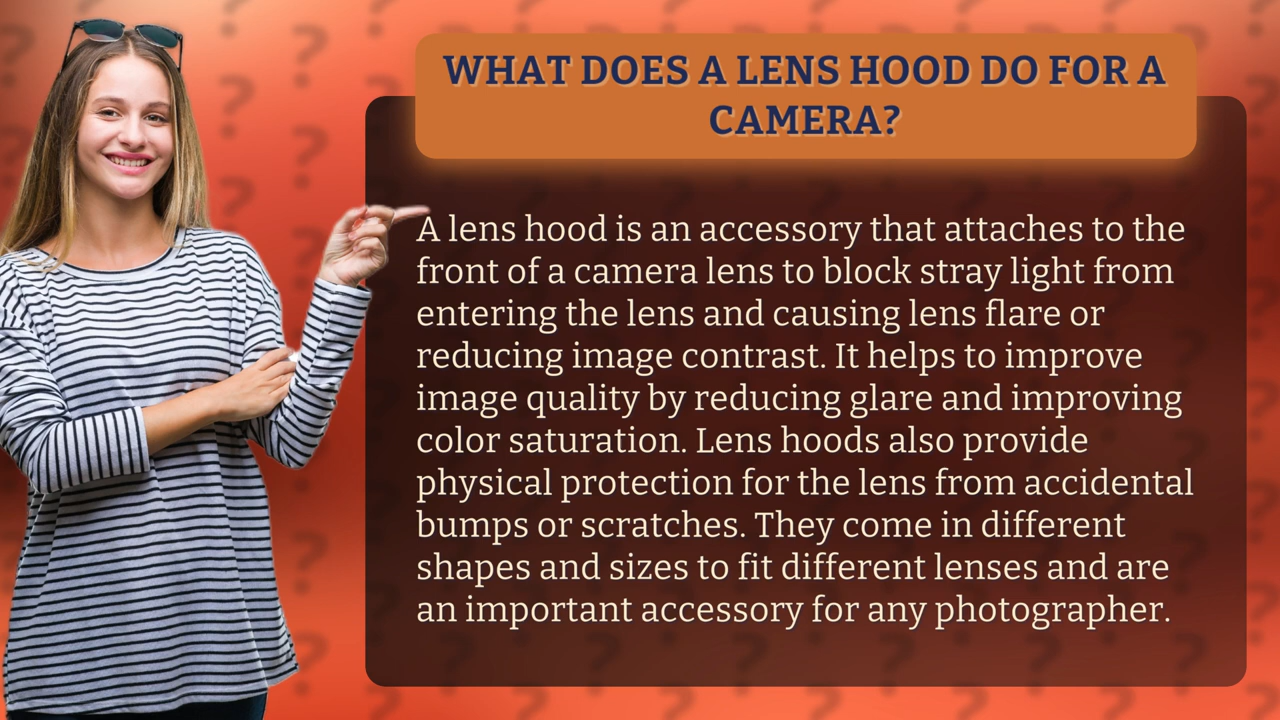 WHAT DOES A LENS HOOD DO FOR A
CAMERA?
A lens hood is an accessory that attaches to the
front of a camera lens to block stray light from
entering the lens and causing lens flare or
reducing image contrast. It helps to improve
image quality by reducing glare and improving
color saturation. Lens hoods also provide
physical protection for the lens from accidental
bumps or scratches. They come in different
shapes and sizes to fit different lenses and are
an important accessory for any photographer.